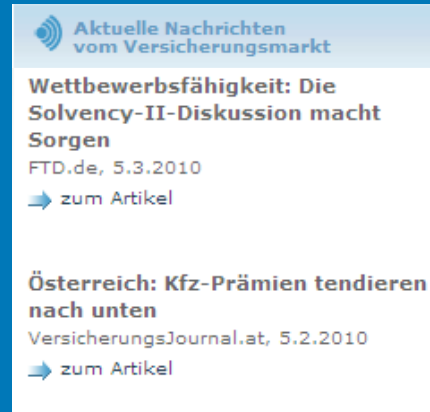 Aktuelle Nachrichten
vom Versicherungsmarkt
Wettbewerbsfähigkeit: Die
Solvency-II-Diskussion macht
Sorgen
FTD.de, 5.3.2010
zum Artikel
Österreich: Kfz-Prämien tendieren
nach unten
VersicherungsJournal.at, 5.2.2010
zum Artikel